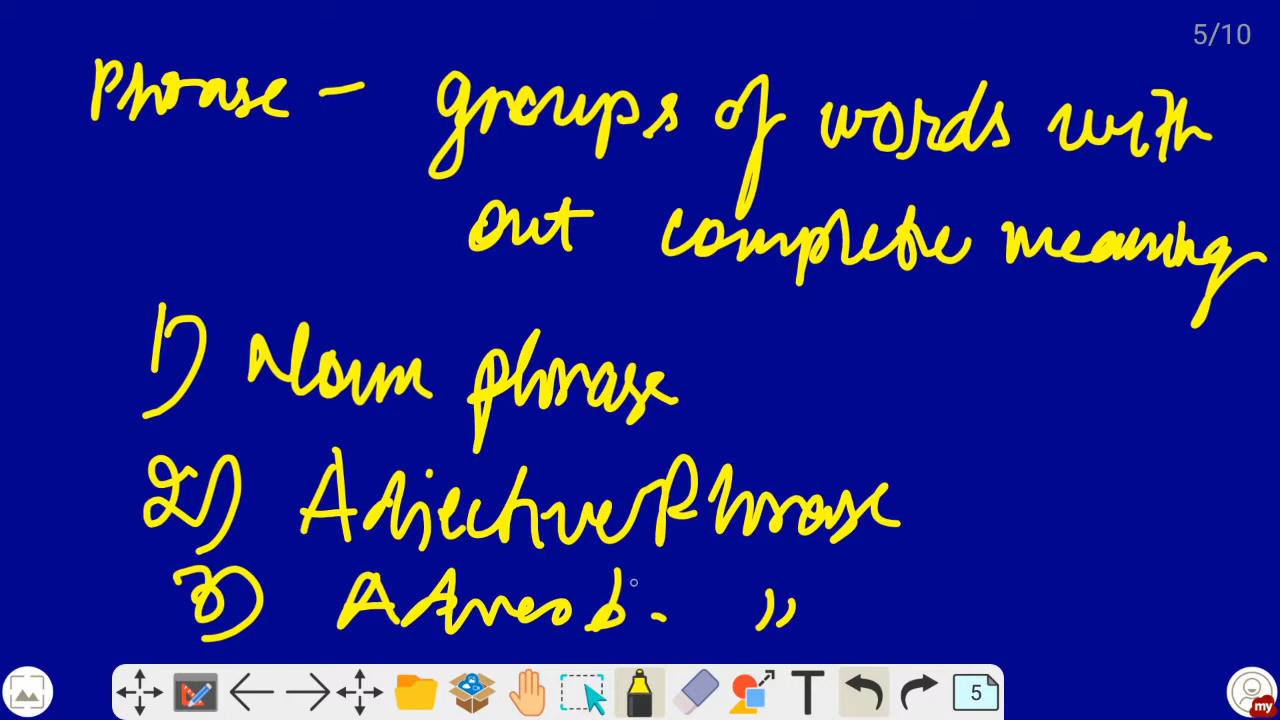 5/10
Phrase - groups of words with
out complete meaning
1) Noun phrase
2) Adjective Phrase
3) Adverb. "
T
5
my